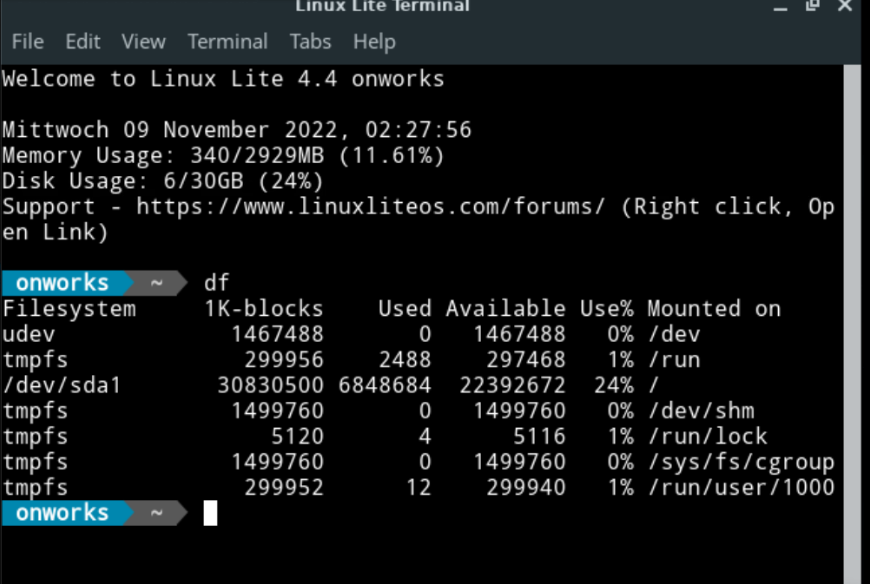 Linux Lite Terminal
File Edit View Terminal Tabs Help
Welcome to Linux Lite 4.4 onworks
Mittwoch 09 November 2022, 02:27:56
Memory Usage: 340/2929MB (11.61%)
Disk Usage: 6/30GB (24%)
Support - https://www.linuxliteos.com/forums/ (Right click, Op
en Link)
onworks ~ df
Filesystem 1K-blocks Used Available Use% Mounted on
udev 1467488 0 1467488 0% /dev
tmpfs 299956 2488 297468 1% /run
/dev/sda1 30830500 6848684 22392672 24% /
tmpfs 1499760 0 1499760 0% /dev/shm
tmpfs 5120 4 5116 1% /run/lock
tmpfs 1499760 0 1499760 0% /sys/fs/cgroup
tmpfs 299952 12 299940 1% /run/user/1000
onworks ~